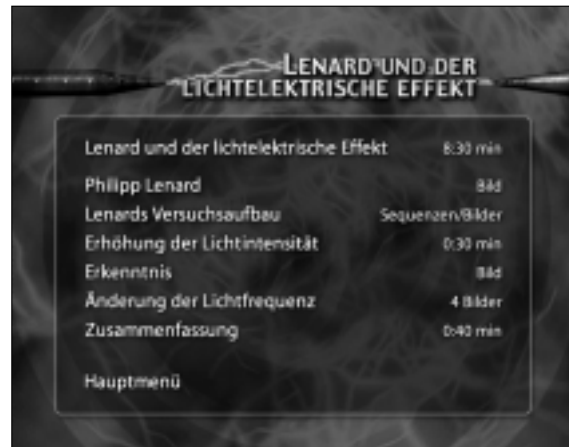 LENARD UND DER
LICHTELEKTRISCHE EFFEKT
Lenard und der lichtelektrische Effekt 8:30 min
Philipp Lenard Bild
Lenards Versuchsaufbau Sequenzen/Bilder
Erhöhung der Lichtintensität 0:30 min
Erkenntnis Bild
Änderung der Lichtfrequenz 4 Bilder
Zusammenfassung 0:40 min
Hauptmenü